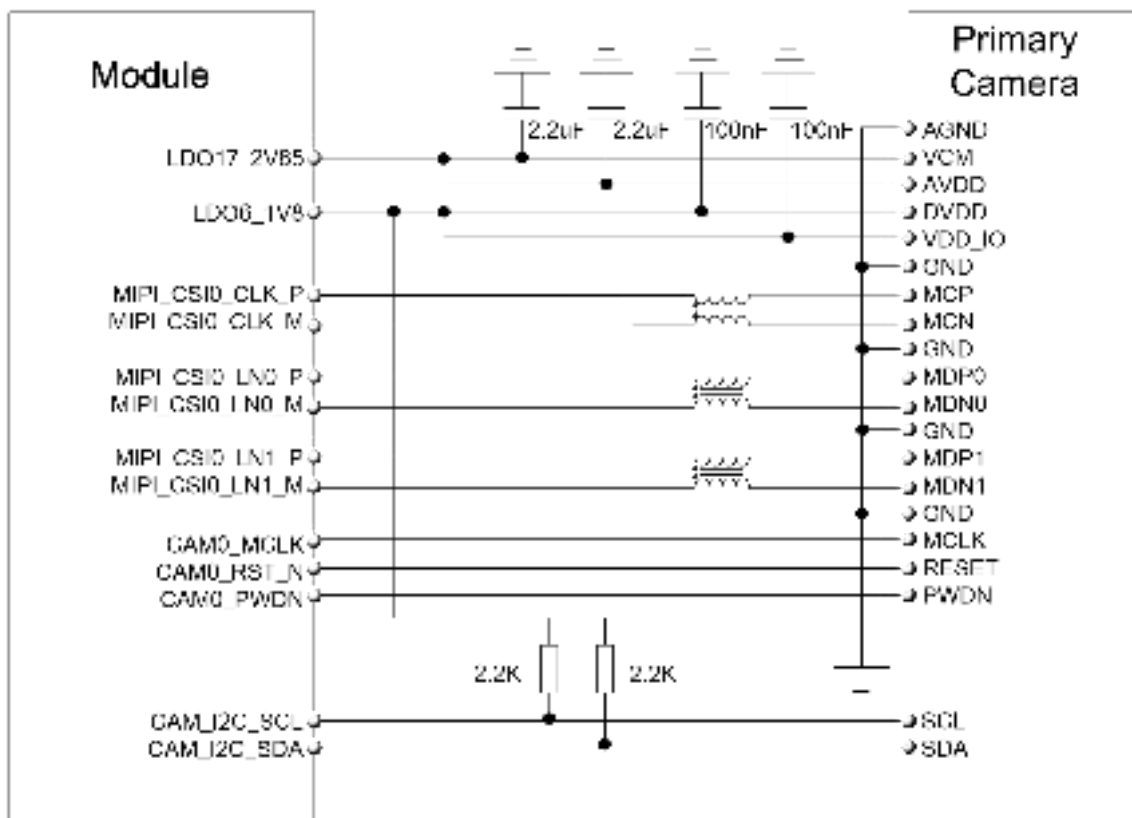 Module
Primary
Camera
2.2uF
2.2uF
100nF
100nF
LDO17_2V85
LDO6_1V8
MIPI_CSI0_CLK_P
MIPI_CSI0_CLK_M
MIPI_CSI0_LN0_P
MIPI_CSI0_LN0_M
MIPI_CSI0_LN1_P
MIPI_CSI0_LN1_M
CAM0_MCLK
CAM0_RST_N
CAM0_PWDN
2.2K
2.2K
CAM_I2C_SCL
CAM_I2C_SDA
AGND
VCM
AVDD
DVDD
VDD_IO
GND
MCP
MCN
GND
MDP0
MDN0
GND
MDP1
MDN1
GND
MCLK
RESET
PWDN
SCL
SDA